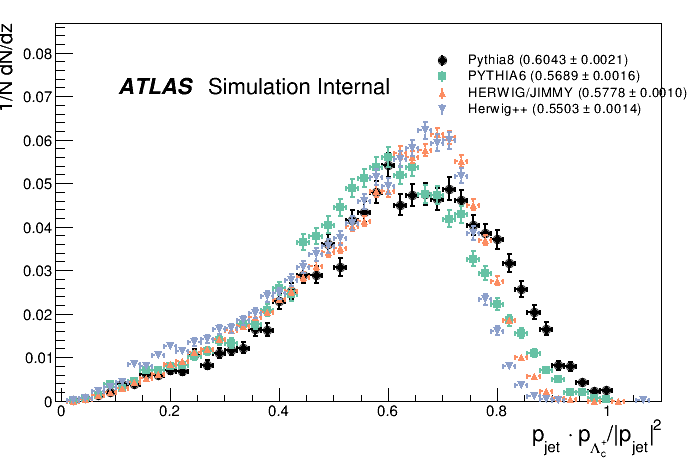 1/N dN/dz
0.08
0.07
0.06
0.05
0.04
0.03
0.02
0.01
0
ATLAS Simulation Internal
Pythia8 (0.6043 ± 0.0021)
PYTHIA6 (0.5689 ± 0.0016)
HERWIG/JIMMY (0.5778 ± 0.0010)
Herwig++ (0.5503 ± 0.0014)
0 0.2 0.4 0.6 0.8 1
p_jet · p_Λ_c^+/|p_jet|^2